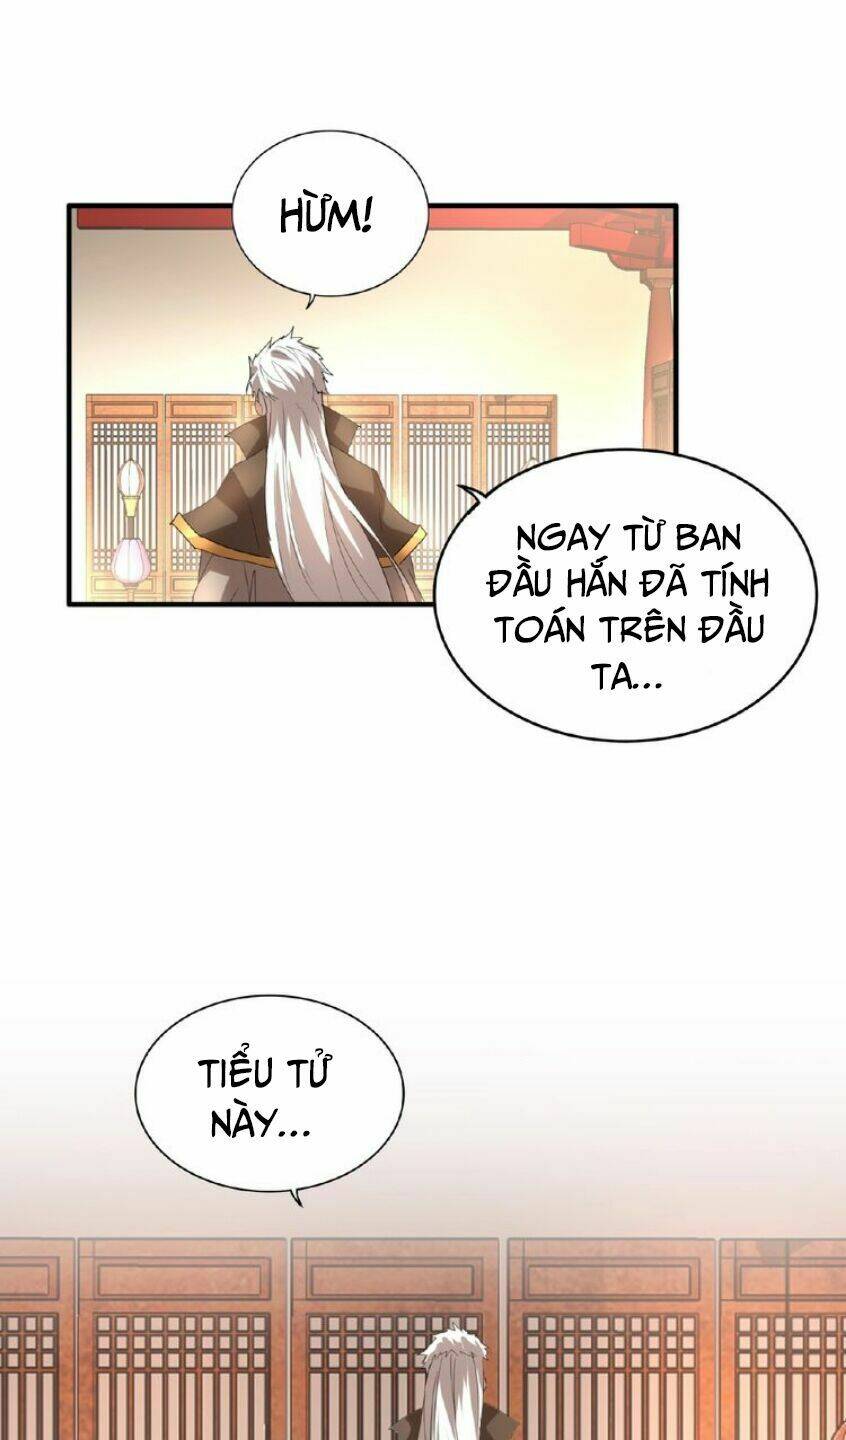 HỪM!
NGAY TỪ BAN
ĐẦU HẮN ĐÃ TÍNH
TOÁN TRÊN ĐẦU
TA...
TIỂU TỬ
NÀY...